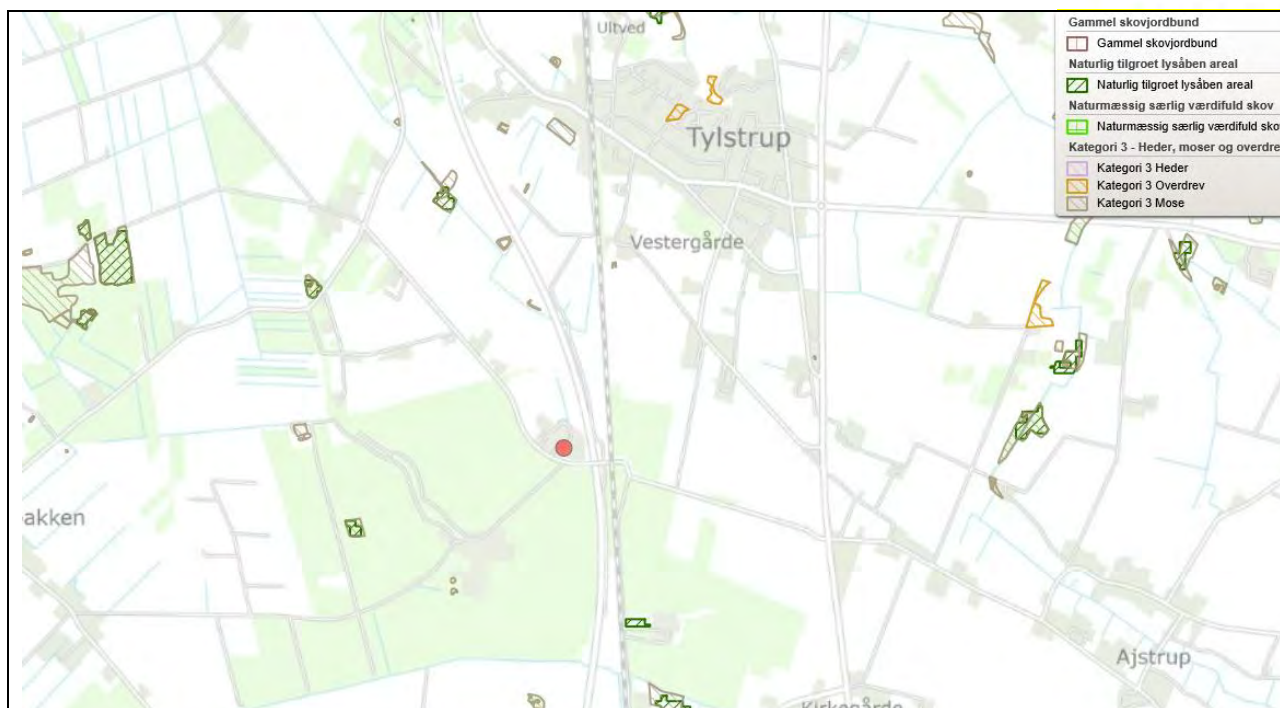 Ultved
Tylstrup
Vestergårde
akken
Ajstrup
Kirkegårde
Gammel skovjordbund
Gammel skovjordbund
Naturlig tilgroet lysåben areal
Naturlig tilgroet lysåben areal
Naturmæssig særlig værdifuld skov
Naturmæssig særlig værdifuld sko
Kategori 3 - Heder, moser og overdre
Kategori 3 Heder
Kategori 3 Overdrev
Kategori 3 Mose